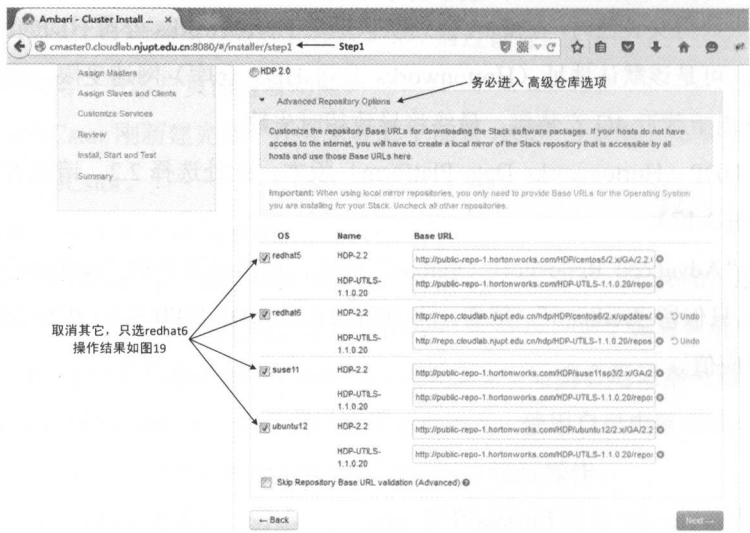 Ambari - Cluster Install ... ×
cmaster0.cloudlab.njupt.edu.cn:8080/#/installer/step1
Step1
Assign Masters
Assign Slaves and Clients
Customize Services
Review
Install, Start and Test
Summary
HDP 2.0
务必进入 高级仓库选项
Advanced Repository Options
Customize the repository Base URLs for downloading the Stack software packages. If your hosts do not have
access to the internet, you will have to create a local mirror of the Stack repository that is accessible by all
hosts and use those Base URLs here.
Important: When using local mirror repositories, you only need to provide Base URLs for the Operating System
you are installing for your Stack. Uncheck all other repositories.
OS Name Base URL
redhat5 HDP-2.2 http://public-repo-1.hortonworks.com/HDP/centos5/2.x/GA/2.2.
HDP-UTILS-
1.1.0.20
http://public-repo-1.hortonworks.com/HDP-UTILS-1.1.0.20/repo
redhat6 HDP-2.2 http://repo.cloudlab.njupt.edu.cn/hdp/HDP/centos6/2.x/updates/ Undo
HDP-UTILS-
1.1.0.20
http://repo.cloudlab.njupt.edu.cn/hdp/HDP-UTILS-1.1.0.20/repos Undo
取消其它，只选redhat6
操作结果如图19
suse11 HDP-2.2 http://public-repo-1.hortonworks.com/HDP/suse11sp3/2.x/GA/2
HDP-UTILS-
1.1.0.20
http://public-repo-1.hortonworks.com/HDP-UTILS-1.1.0.20/repo
ubuntu12 HDP-2.2 http://public-repo-1.hortonworks.com/HDP/ubuntu12/2.x/GA/2.2
HDP-UTILS-
1.1.0.20
http://public-repo-1.hortonworks.com/HDP-UTILS-1.1.0.20/repo
Skip Repository Base URL validation (Advanced)
← Back
Next →